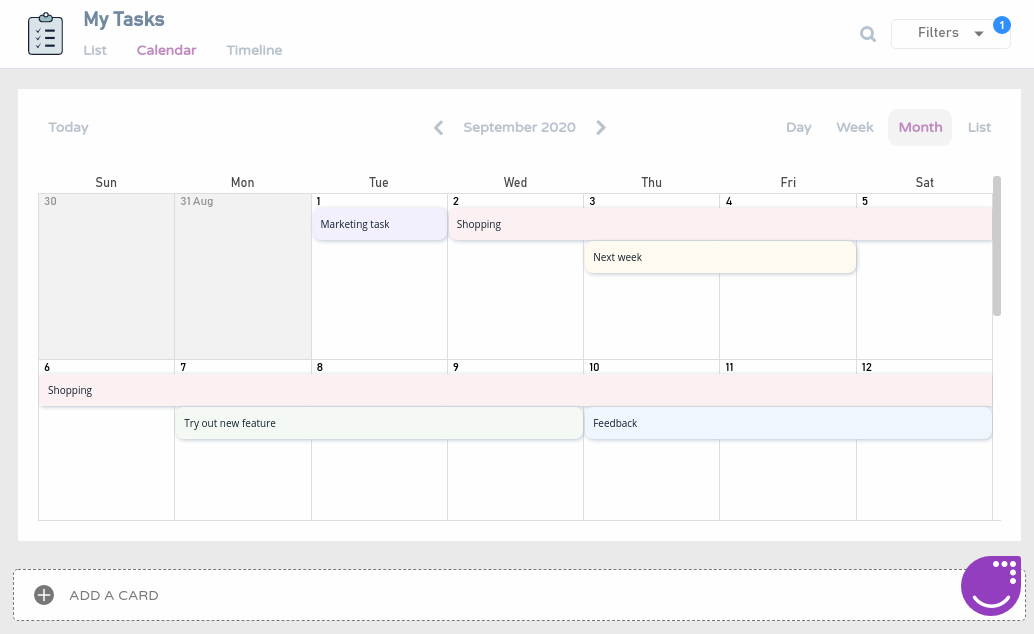 My Tasks
List Calendar Timeline
Filters 1
Today September 2020 Day Week Month List
Sun Mon Tue Wed Thu Fri Sat
30 31 Aug 1 2 3 4 5
Marketing task Shopping
Next week
6 7 8 9 10 11 12
Shopping
Try out new feature Feedback
ADD A CARD